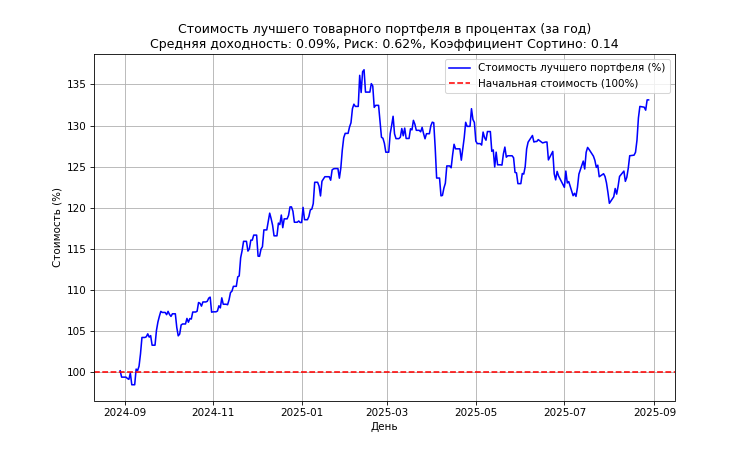 Стоимость лучшего товарного портфеля в процентах (за год)
Средняя доходность: 0.09%, Риск: 0.62%, Коэффициент Сортино: 0.14
Стоимость лучшего портфеля (%)
Начальная стоимость (100%)
Стоимость (%)
135
130
125
120
115
110
105
100
2024-09
2024-11
2025-01
2025-03
2025-05
2025-07
2025-09
День